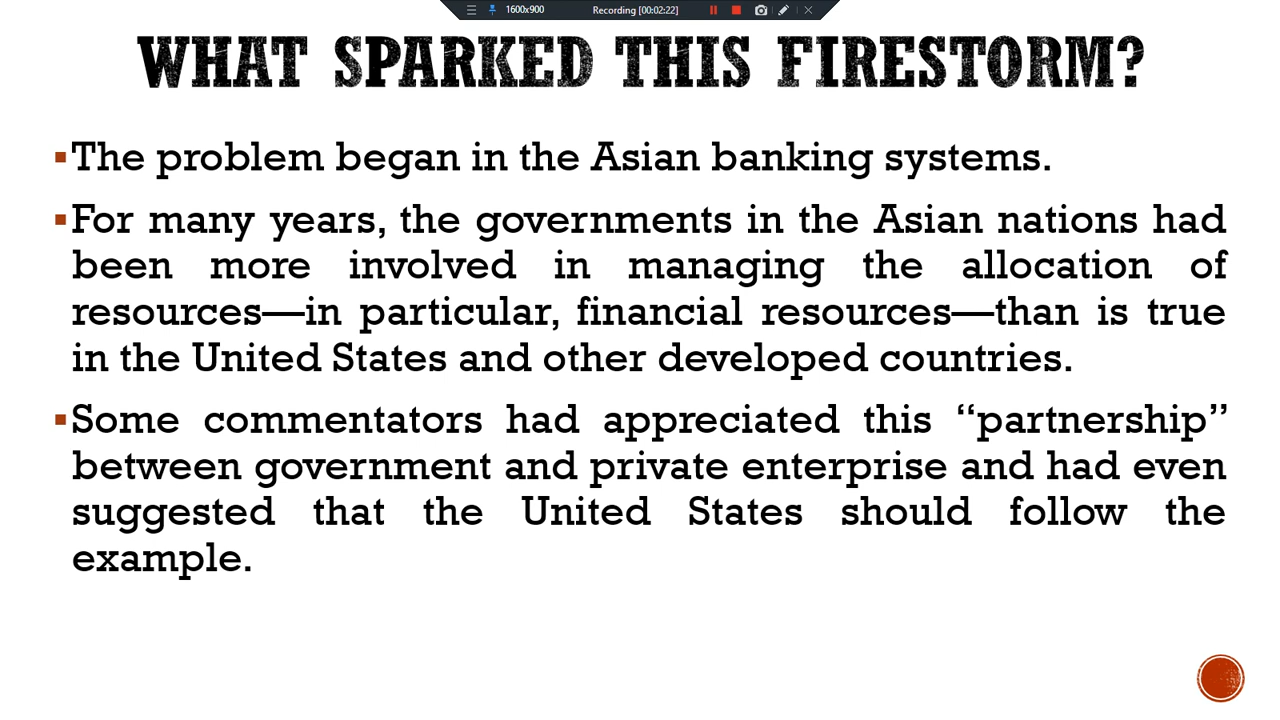 1600x900 Recording [00:02:22]
WHAT SPARKED THIS FIRESTORM?
▪The problem began in the Asian banking systems.
▪For many years, the governments in the Asian nations had
been more involved in managing the allocation of
resources—in particular, financial resources—than is true
in the United States and other developed countries.
▪Some commentators had appreciated this “partnership”
between government and private enterprise and had even
suggested that the United States should follow the
example.